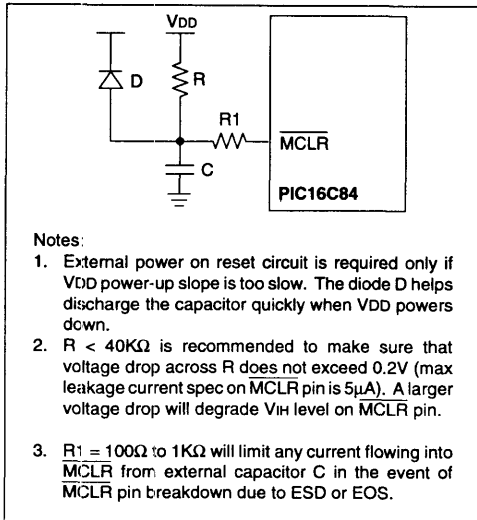 VDD
D
R
R1
MCLR
C
PIC16C84
Notes:
1. External power on reset circuit is required only if
VDD power-up slope is too slow. The diode D helps
discharge the capacitor quickly when VDD powers
down.
2. R < 40KΩ is recommended to make sure that
voltage drop across R does not exceed 0.2V (max
leakage current spec on MCLR pin is 5μA). A larger
voltage drop will degrade VIH level on MCLR pin.
3. R1 = 100Ω to 1KΩ will limit any current flowing into
MCLR from external capacitor C in the event of
MCLR pin breakdown due to ESD or EOS.